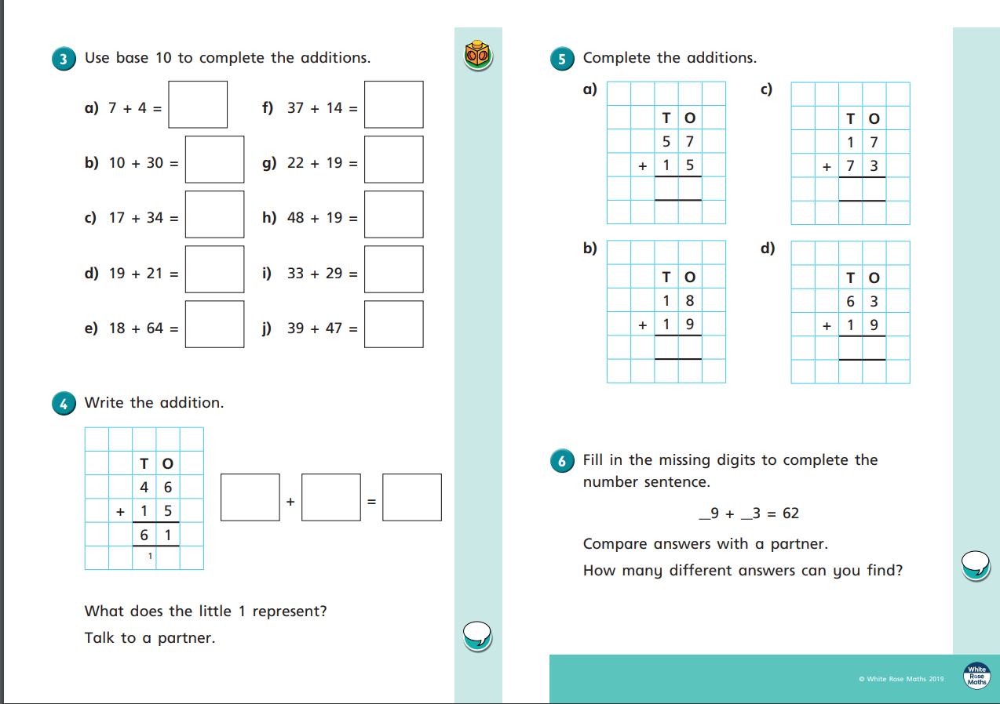 3 Use base 10 to complete the additions.
a) 7 + 4 =
f) 37 + 14 =
b) 10 + 30 =
g) 22 + 19 =
c) 17 + 34 =
h) 48 + 19 =
d) 19 + 21 =
i) 33 + 29 =
e) 18 + 64 =
j) 39 + 47 =
4 Write the addition.
T O
4 6
+ 1 5
6 1
1
+ =
What does the little 1 represent?
Talk to a partner.
5 Complete the additions.
a)
T O
5 7
+ 1 5
c)
T O
1 7
+ 7 3
b)
T O
1 8
+ 1 9
d)
T O
6 3
+ 1 9
6 Fill in the missing digits to complete the
number sentence.
__9 + __3 = 62
Compare answers with a partner.
How many different answers can you find?
© White Rose Maths 2019
White
Rose
Maths